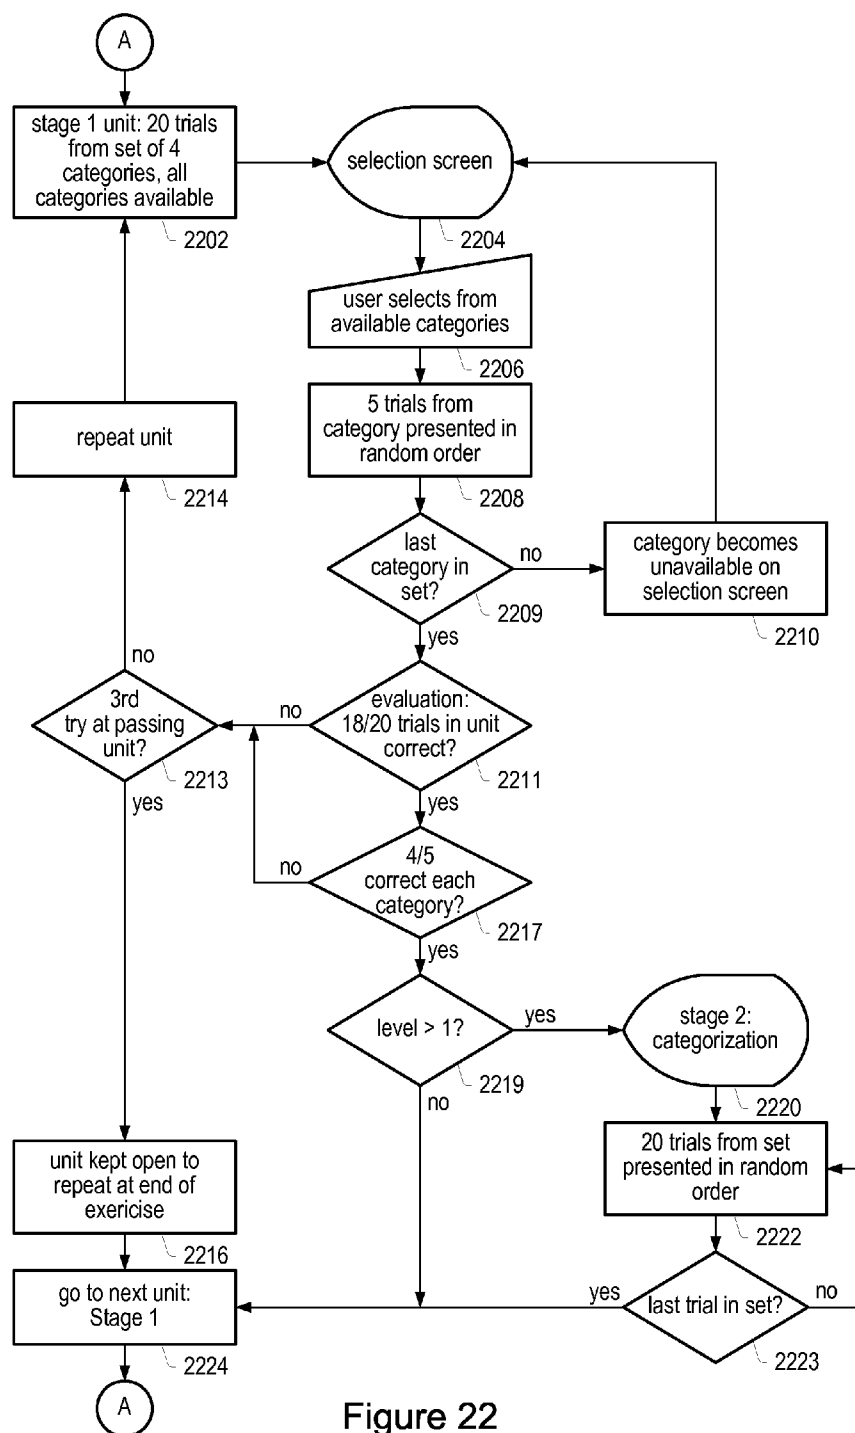 A
stage 1 unit: 20 trials
from set of 4
categories, all
categories available
2202
selection screen
2204
user selects from
available categories
2206
5 trials from
category presented in
random order
2208
repeat unit
2214
last
category in
set?
2209
no
yes
category becomes
unavailable on
selection screen
2210
no
3rd
try at passing
unit?
2213
yes
no
evaluation:
18/20 trials in unit
correct?
2211
yes
no
4/5
correct each
category?
2217
yes
level > 1?
2219
yes
no
stage 2:
categorization
2220
20 trials from set
presented in random
order
2222
unit kept open to
repeat at end of
exericise
2216
go to next unit:
Stage 1
2224
yes
last trial in set?
2223
no
A
Figure 22